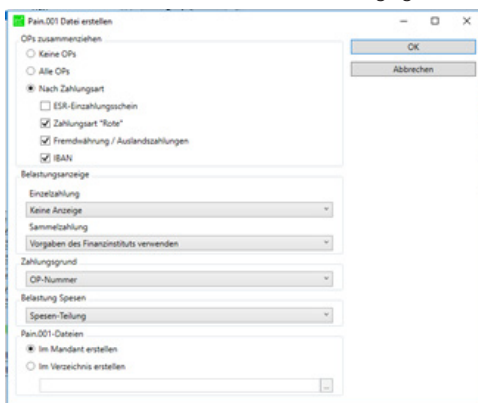 Pain.001 Datei erstellen
OPs zusammenziehen
OK
Keine OPs
Abbrechen
Alle OPs
Nach Zahlungsart
ESR-Einzahlungsschein
Zahlungsart "Rote"
Fremdwährung / Auslandszahlungen
IBAN
Belastungsanzeige
Einzelzahlung
Keine Anzeige
Sammelzahlung
Vorgaben des Finanzinstituts verwenden
Zahlungsgrund
OP-Nummer
Belastung Spesen
Spesen-Teilung
Pain.001-Dateien
Im Mandant erstellen
Im Verzeichnis erstellen
...